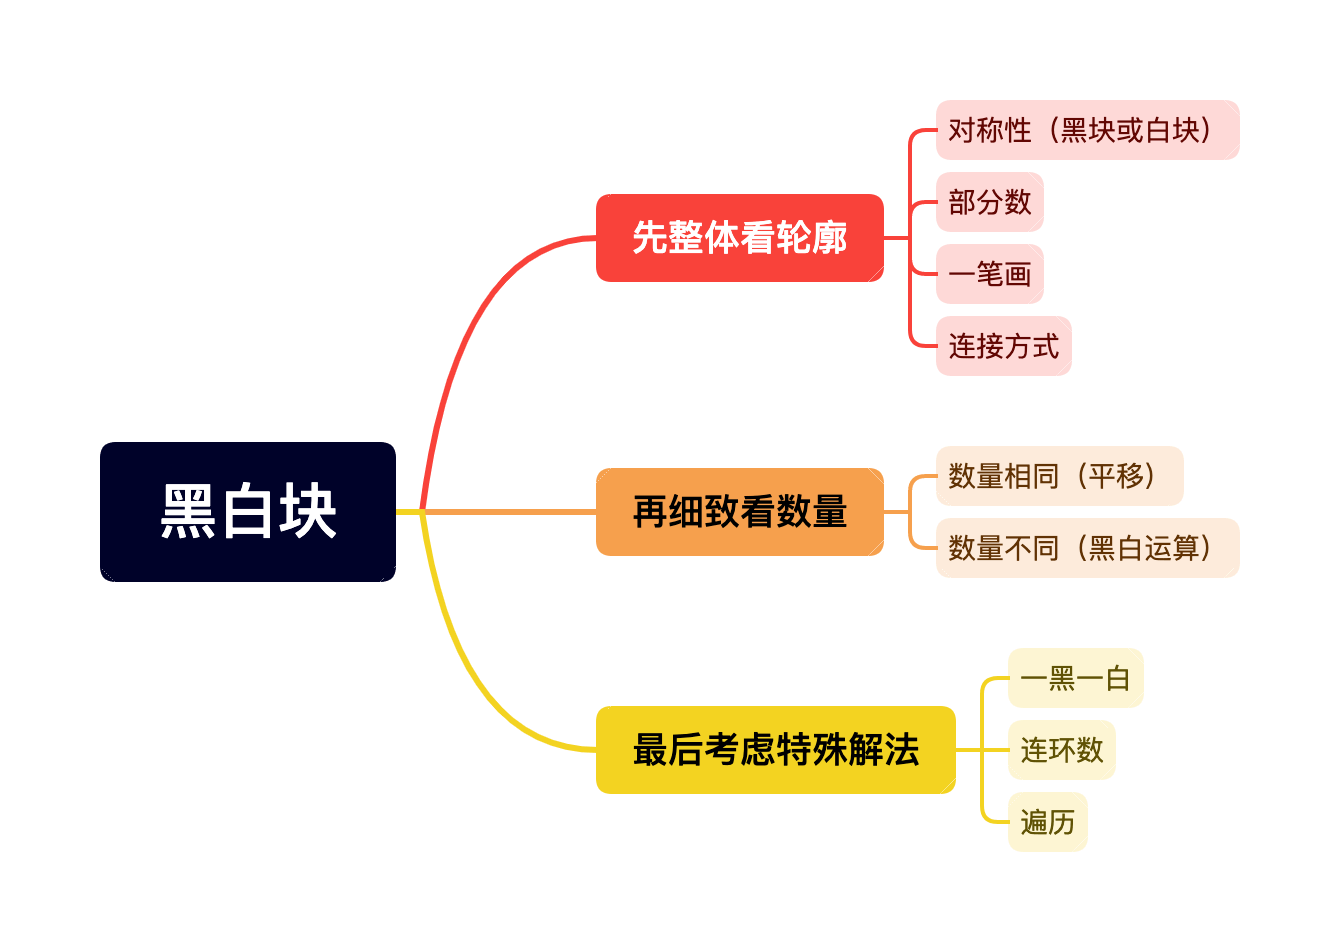 黑白块
先整体看轮廓
对称性（黑块或白块）
部分数
一笔画
连接方式
再细致看数量
数量相同（平移）
数量不同（黑白运算）
最后考虑特殊解法
一黑一白
连环数
遍历